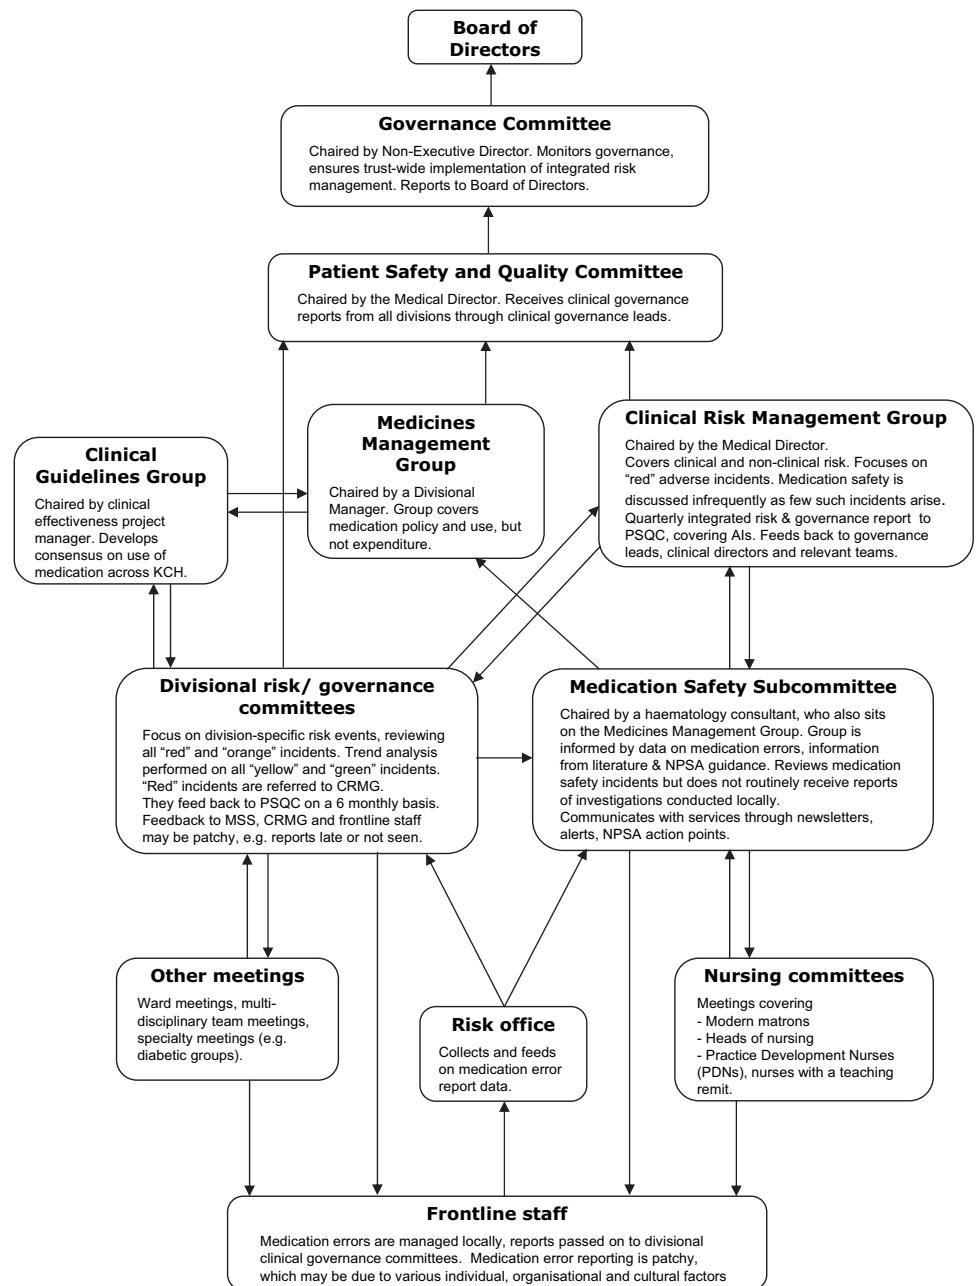 Board of
Directors
Governance Committee
Chaired by Non-Executive Director. Monitors governance,
ensures trust-wide implementation of integrated risk
management. Reports to Board of Directors.
Patient Safety and Quality Committee
Chaired by the Medical Director. Receives clinical governance
reports from all divisions through clinical governance leads.
Clinical
Guidelines Group
Chaired by clinical
effectiveness project
manager. Develops
consensus on use of
medication across KCH.
Medicines
Management
Group
Chaired by a Divisional
Manager. Group covers
medication policy and use, but
not expenditure.
Clinical Risk Management Group
Chaired by the Medical Director.
Covers clinical and non-clinical risk. Focuses on
“red” adverse incidents. Medication safety is
discussed infrequently as few such incidents arise.
Quarterly integrated risk & governance report to
PSQC, covering AIs. Feeds back to governance
leads, clinical directors and relevant teams.
Divisional risk/ governance
committees
Focus on division-specific risk events, reviewing
all “red” and “orange” incidents. Trend analysis
performed on all “yellow” and “green” incidents.
“Red” incidents are referred to CRMG.
They feed back to PSQC on a 6 monthly basis.
Feedback to MSS, CRMG and frontline staff
may be patchy, e.g. reports late or not seen.
Medication Safety Subcommittee
Chaired by a haematology consultant, who also sits
on the Medicines Management Group. Group is
informed by data on medication errors, information
from literature & NPSA guidance. Reviews medication
safety incidents but does not routinely receive reports
of investigations conducted locally.
Communicates with services through newsletters,
alerts, NPSA action points.
Other meetings
Ward meetings, multi-
disciplinary team meetings,
specialty meetings (e.g.
diabetic groups).
Risk office
Collects and feeds
on medication error
report data.
Nursing committees
Meetings covering
- Modern matrons
- Heads of nursing
- Practice Development Nurses
(PDNs), nurses with a teaching
remit.
Frontline staff
Medication errors are managed locally, reports passed on to divisional
clinical governance committees. Medication error reporting is patchy,
which may be due to various individual, organisational and cultural factors